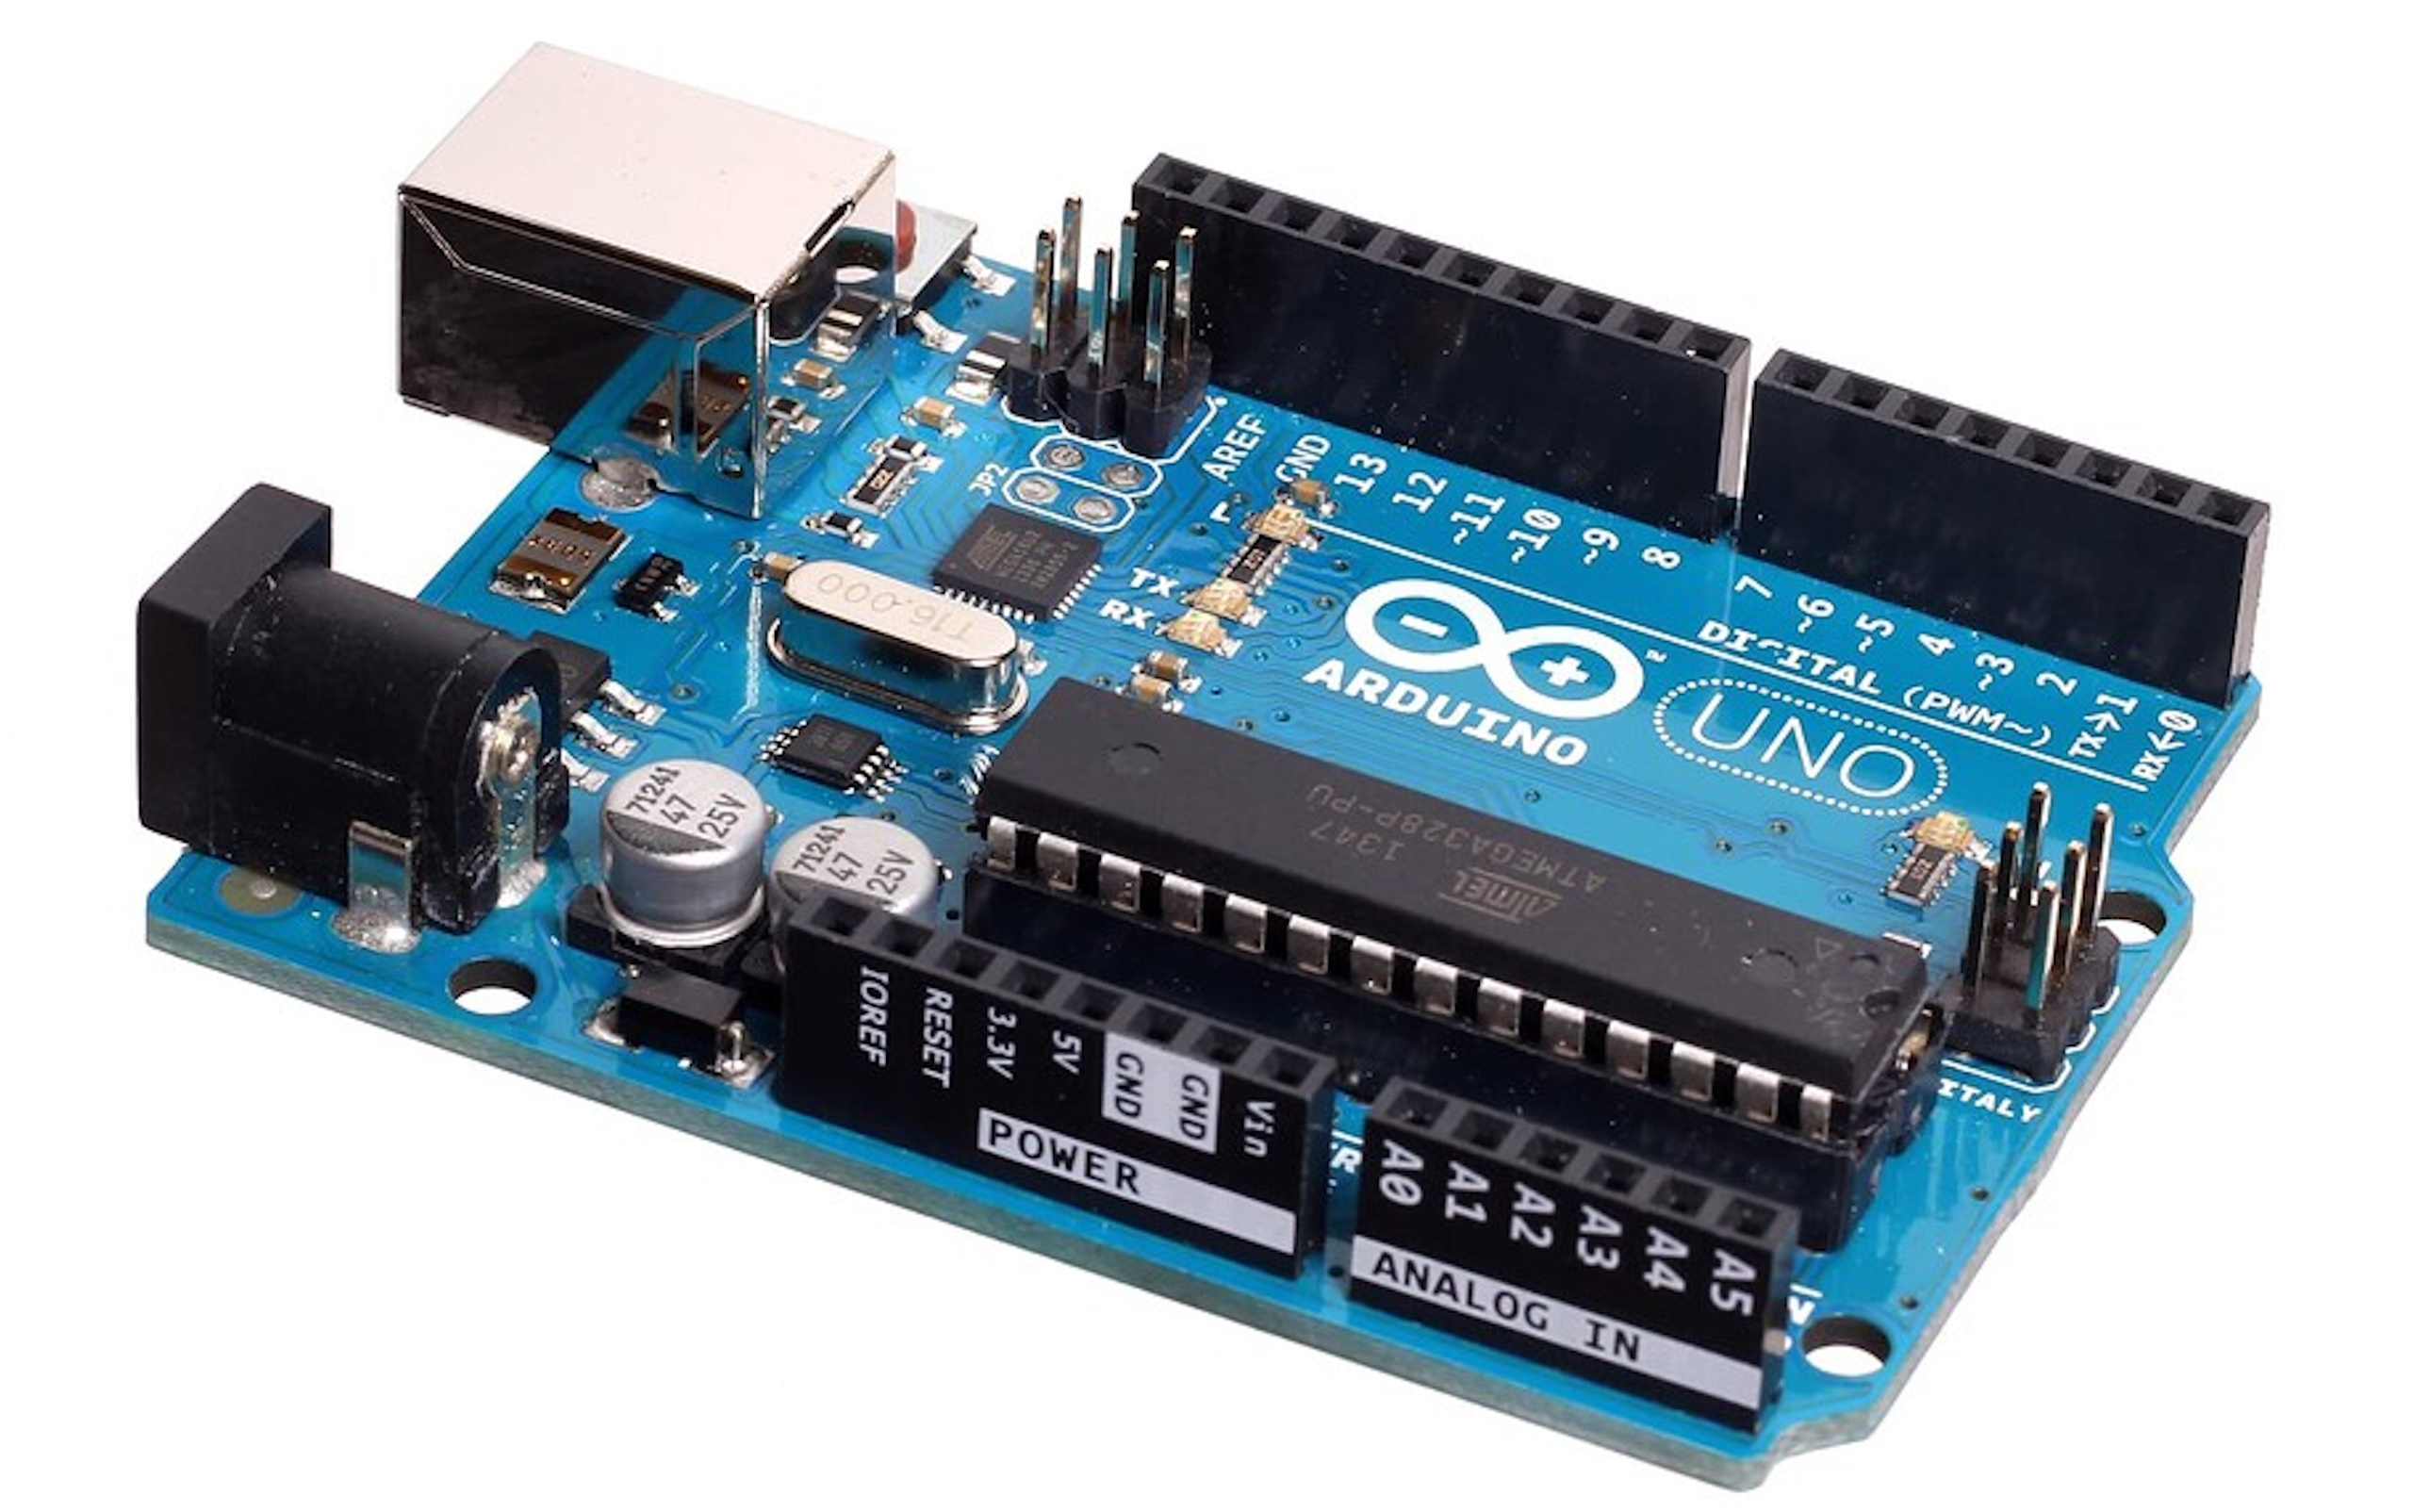 AREF
GND
13
12
~11
~10
~9
8
7
~6
~5
4
~3
2
TX→1
RX←0
DIGITAL (PWM~)
JP2
TX
RX
T16.000
ARDUINO
™
UNO
71241
47
25V
71241
47
25V
ATMEL
1347
ATMEGA328P-PU
ITALY
IOREF
RESET
3.3V
5V
GND
GND
Vin
POWER
A0
A1
A2
A3
A4
A5
ANALOG IN